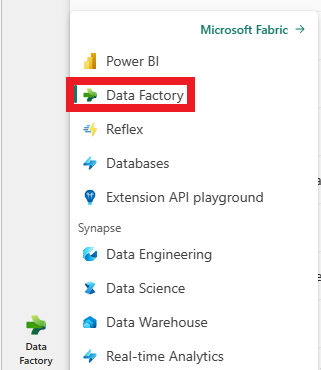 Microsoft Fabric →
Power BI
Data Factory
Reflex
Databases
Extension API playground
Synapse
Data Engineering
Data Science
Data Warehouse
Real-time Analytics
Data
Factory